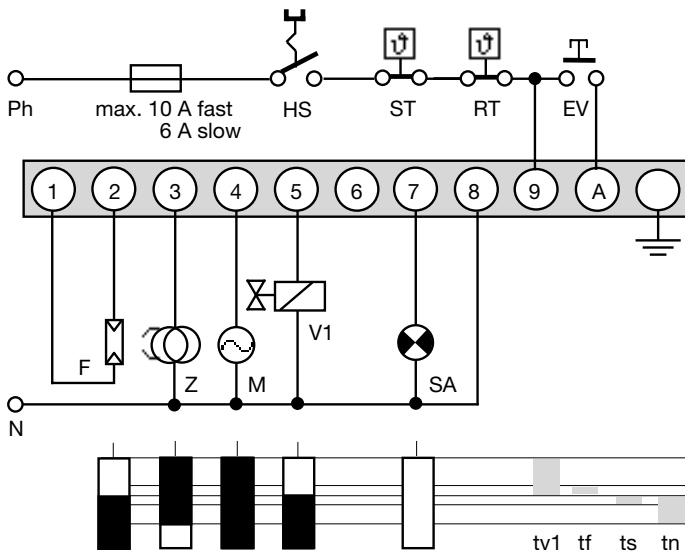 Ph
max. 10 A fast
6 A slow
HS
ST
RT
EV
ϑ
ϑ
1 2 3 4 5 6 7 8 9 A
F
Z
M
V1
SA
N
tv1 tf ts tn